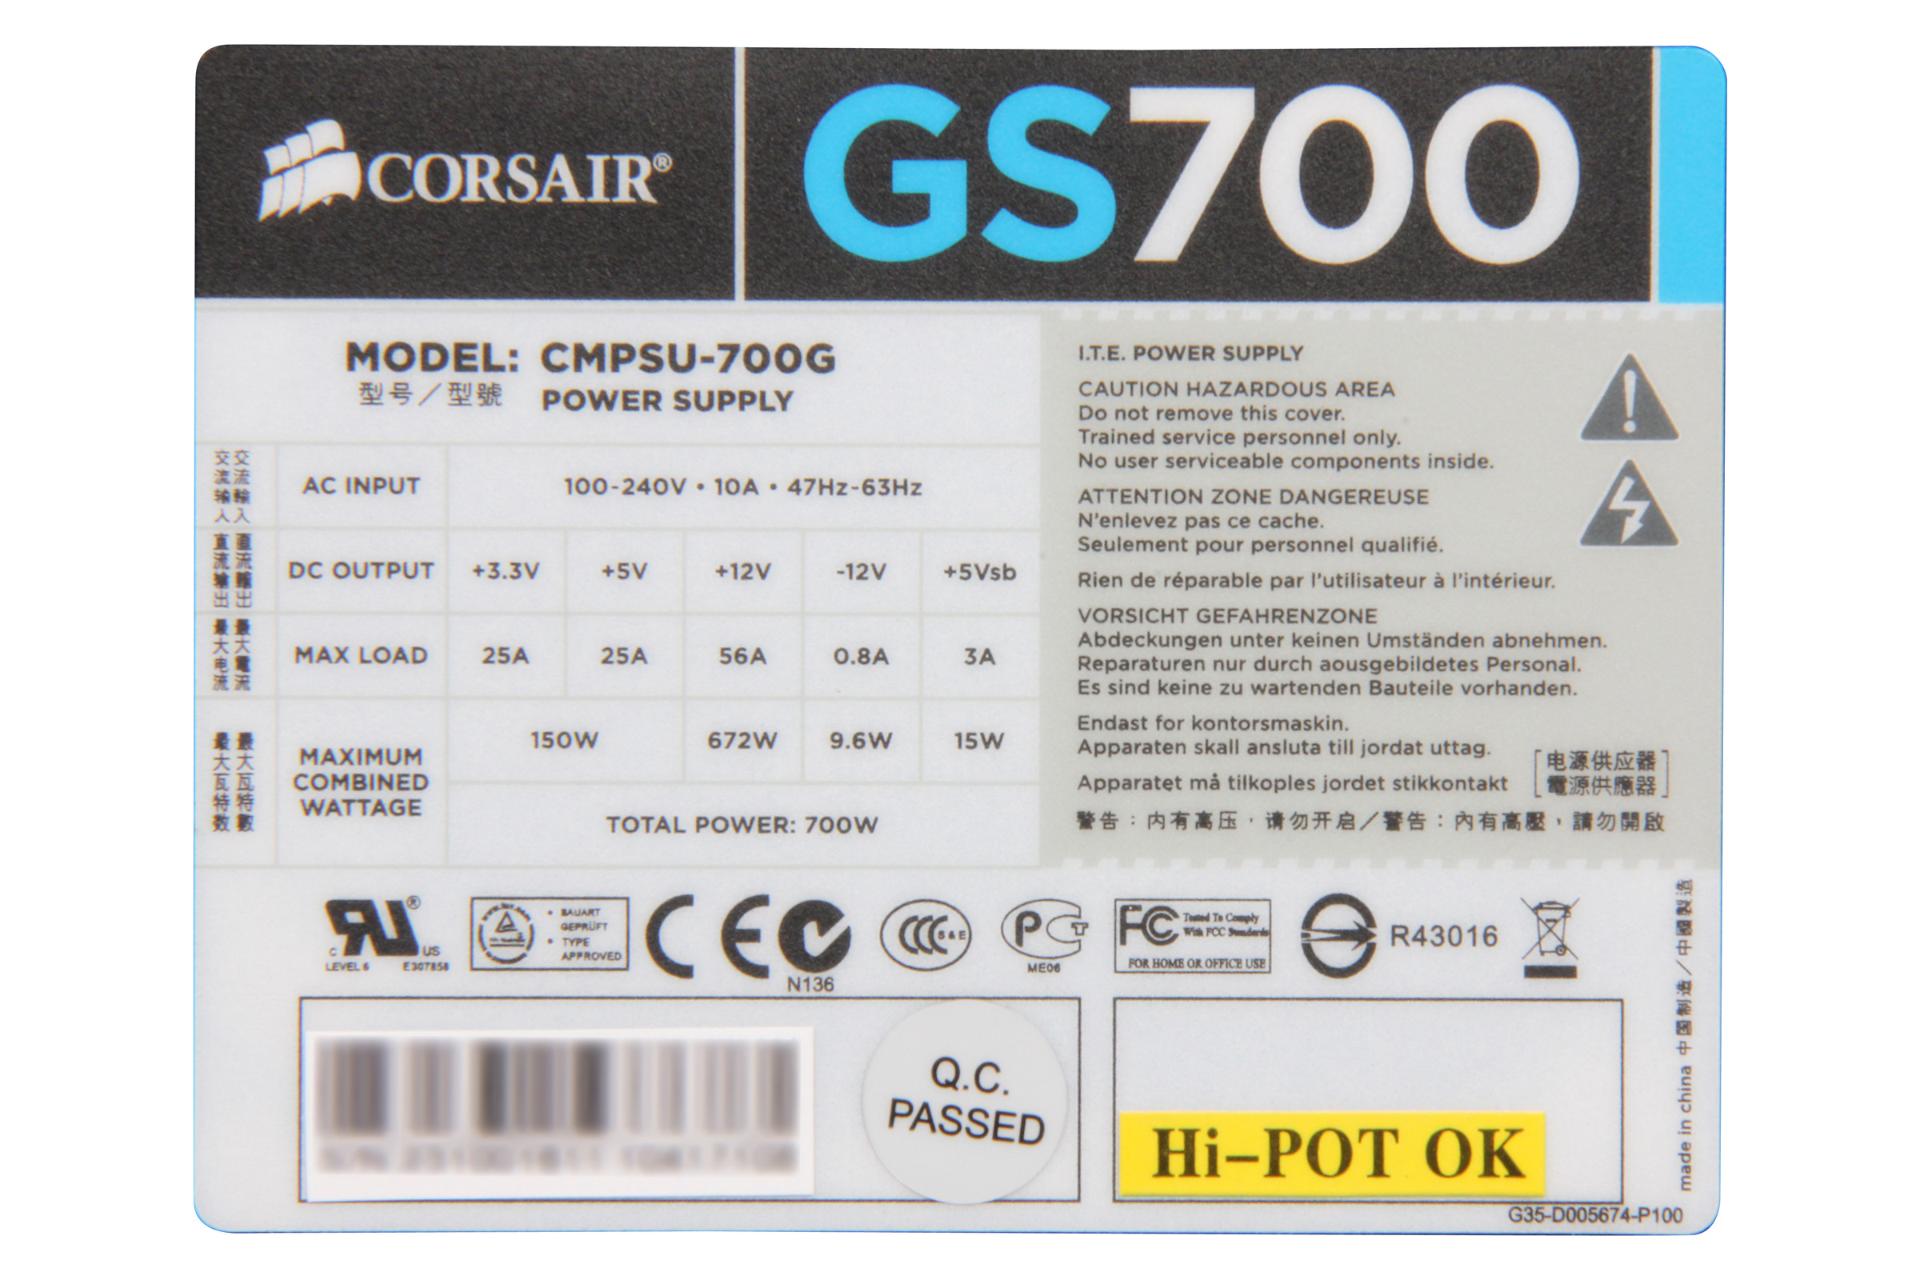 CORSAIR®
GS700
MODEL: CMPSU-700G
型号／型號 POWER SUPPLY
交流输入 交流輸入 AC INPUT 100-240V • 10A • 47Hz-63Hz
直流输出 直流輸出 DC OUTPUT +3.3V +5V +12V -12V +5Vsb
最大电流 最大電流 MAX LOAD 25A 25A 56A 0.8A 3A
最大瓦特数 最大瓦特數 MAXIMUM COMBINED WATTAGE 150W 672W 9.6W 15W
TOTAL POWER: 700W
I.T.E. POWER SUPPLY
CAUTION HAZARDOUS AREA
Do not remove this cover.
Trained service personnel only.
No user serviceable components inside.
ATTENTION ZONE DANGEREUSE
N'enlevez pas ce cache.
Seulement pour personnel qualifié.
Rien de réparable par l'utilisateur à l'intérieur.
VORSICHT GEFAHRENZONE
Abdeckungen unter keinen Umständen abnehmen.
Reparaturen nur durch aousgebildetes Personal.
Es sind keine zu wartenden Bauteile vorhanden.
Endast for kontorsmaskin.
Apparaten skall ansluta till jordat uttag.
Apparatet må tilkoples jordet stikkontakt
[电源供应器
電源供應器]
警告：内有高压，请勿开启／警告：內有高壓，請勿開啟
C RU® US
LEVEL 6 E307858
• BAUART
GEPRÜFT
• TYPE
APPROVED
CE
N136
CCC S&E
PCT
ME06
FC Tested To Comply
With FCC Standards
FOR HOME OR OFFICE USE
R43016
Q.C.
PASSED
Hi-POT OK
made in china 中国制造／中國製造
G35-D005674-P100